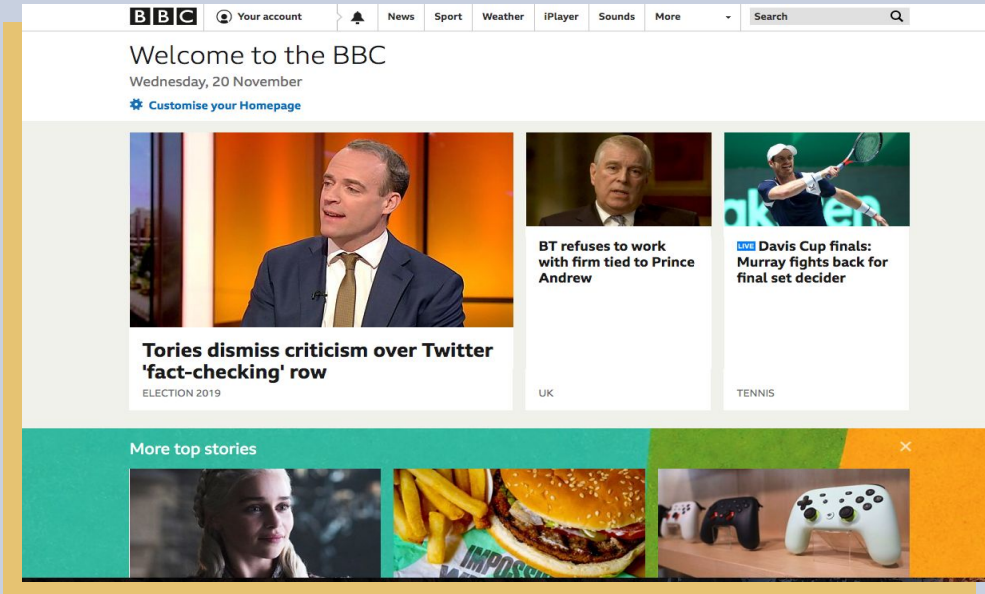 BBC Your account News Sport Weather iPlayer Sounds More Search
Welcome to the BBC
Wednesday, 20 November
Customise your Homepage
Tories dismiss criticism over Twitter
'fact-checking' row
ELECTION 2019
BT refuses to work
with firm tied to Prince
Andrew
UK
LIVE Davis Cup finals:
Murray fights back for
final set decider
TENNIS
More top stories